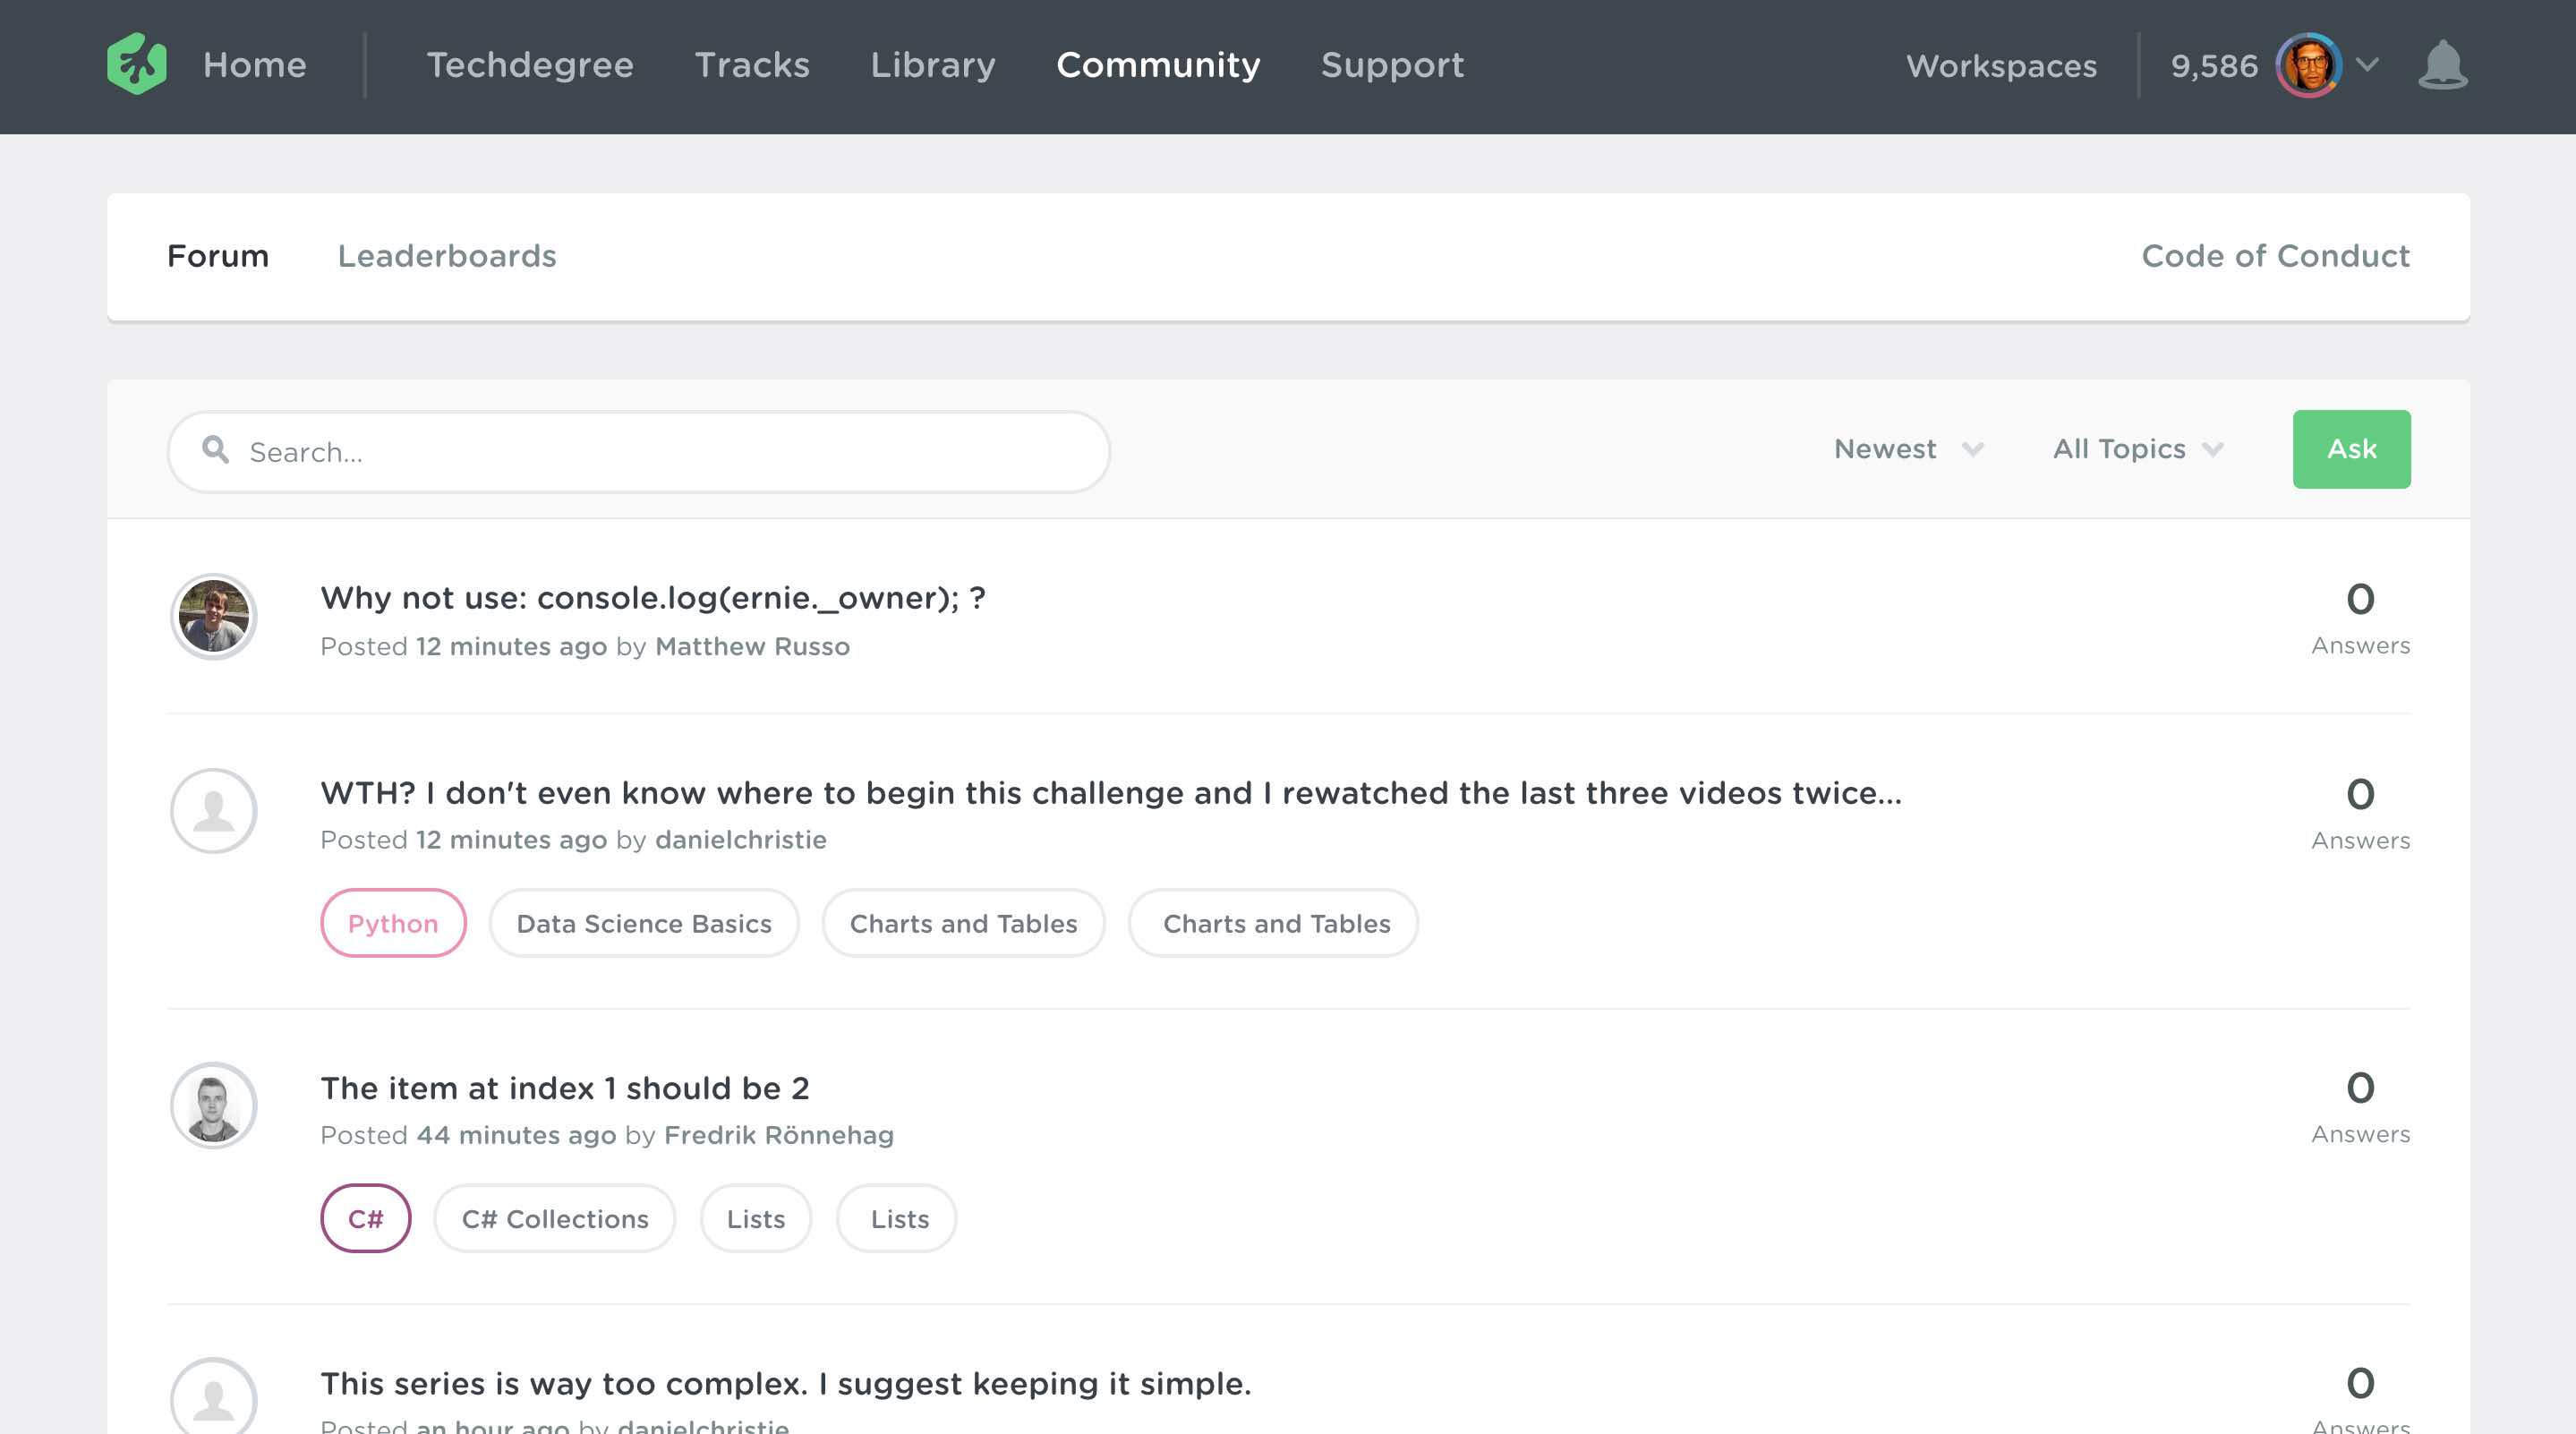 Home Techdegree Tracks Library Community Support Workspaces 9,586
Forum Leaderboards Code of Conduct
Search... Newest All Topics Ask
Why not use: console.log(ernie._owner); ? 0
Posted 12 minutes ago by Matthew Russo Answers
WTH? I don't even know where to begin this challenge and I rewatched the last three videos twice... 0
Posted 12 minutes ago by danielchristie Answers
Python Data Science Basics Charts and Tables Charts and Tables
The item at index 1 should be 2 0
Posted 44 minutes ago by Fredrik Rönnehag Answers
C# C# Collections Lists Lists
This series is way too complex. I suggest keeping it simple. 0
Posted an hour ago by danielchristie Answers